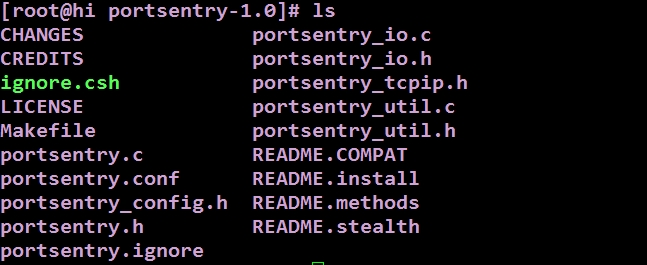 [root@hi portsentry-1.0]# ls
CHANGES portsentry_io.c
CREDITS portsentry_io.h
ignore.csh portsentry_tcpip.h
LICENSE portsentry_util.c
Makefile portsentry_util.h
portsentry.c README.COMPAT
portsentry.conf README.install
portsentry_config.h README.methods
portsentry.h README.stealth
portsentry.ignore